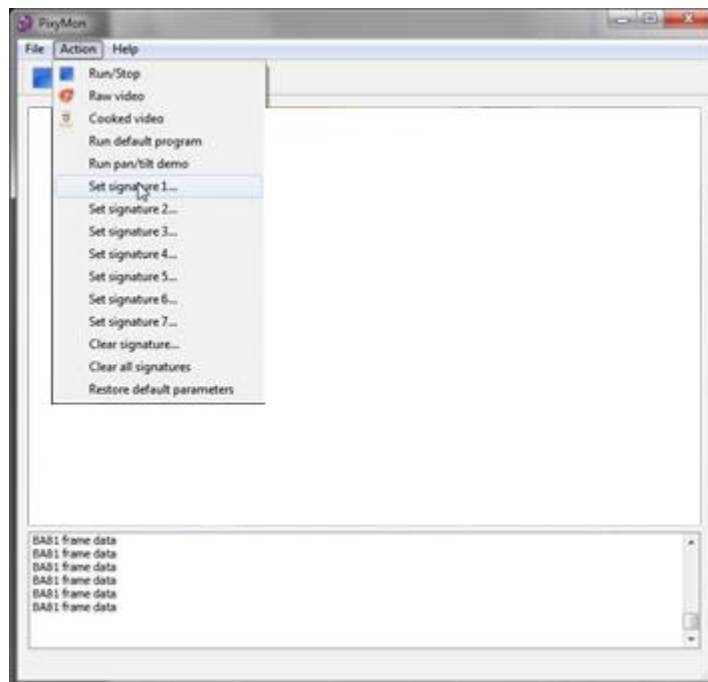 PixyMon
File Action Help
Run/Stop
Raw video
Cooked video
Run default program
Run pan/tilt demo
Set signature 1...
Set signature 2...
Set signature 3...
Set signature 4...
Set signature 5...
Set signature 6...
Set signature 7...
Clear signature...
Clear all signatures
Restore default parameters
BA81 frame data
BA81 frame data
BA81 frame data
BA81 frame data
BA81 frame data
BA81 frame data